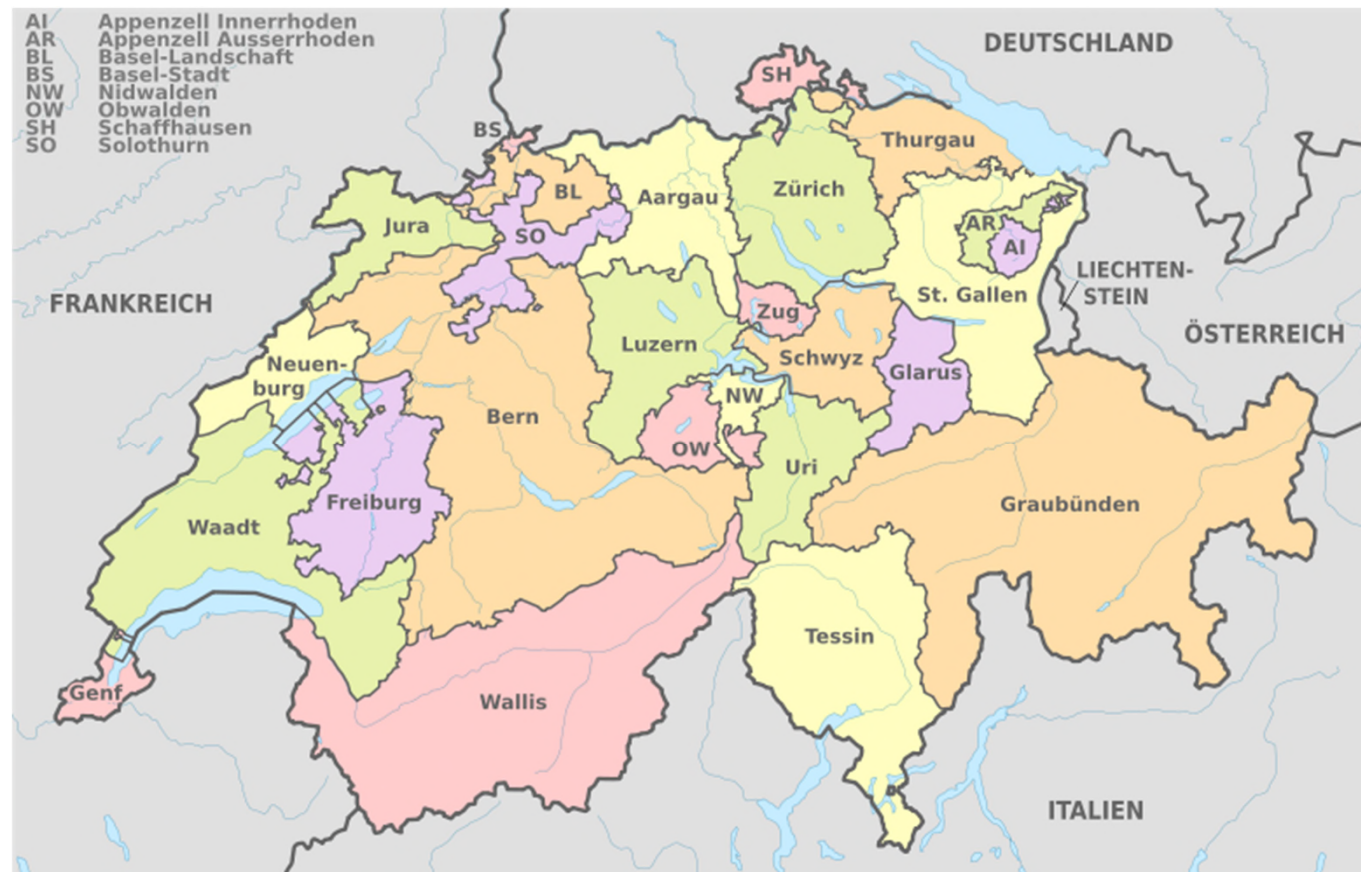 AI Appenzell Innerrhoden
AR Appenzell Ausserrhoden
BL Basel-Landschaft
BS Basel-Stadt
NW Nidwalden
OW Obwalden
SH Schaffhausen
SO Solothurn
DEUTSCHLAND
SH
BS
Thurgau
BL
Aargau
Zürich
Jura
SO
AR
AI
FRANKREICH
St. Gallen
LIECHTEN-
STEIN
ÖSTERREICH
Zug
Luzern
Schwyz
Neuen-
burg
Glarus
Bern
NW
OW
Uri
Freiburg
Graubünden
Waadt
Tessin
Genf
Wallis
ITALIEN